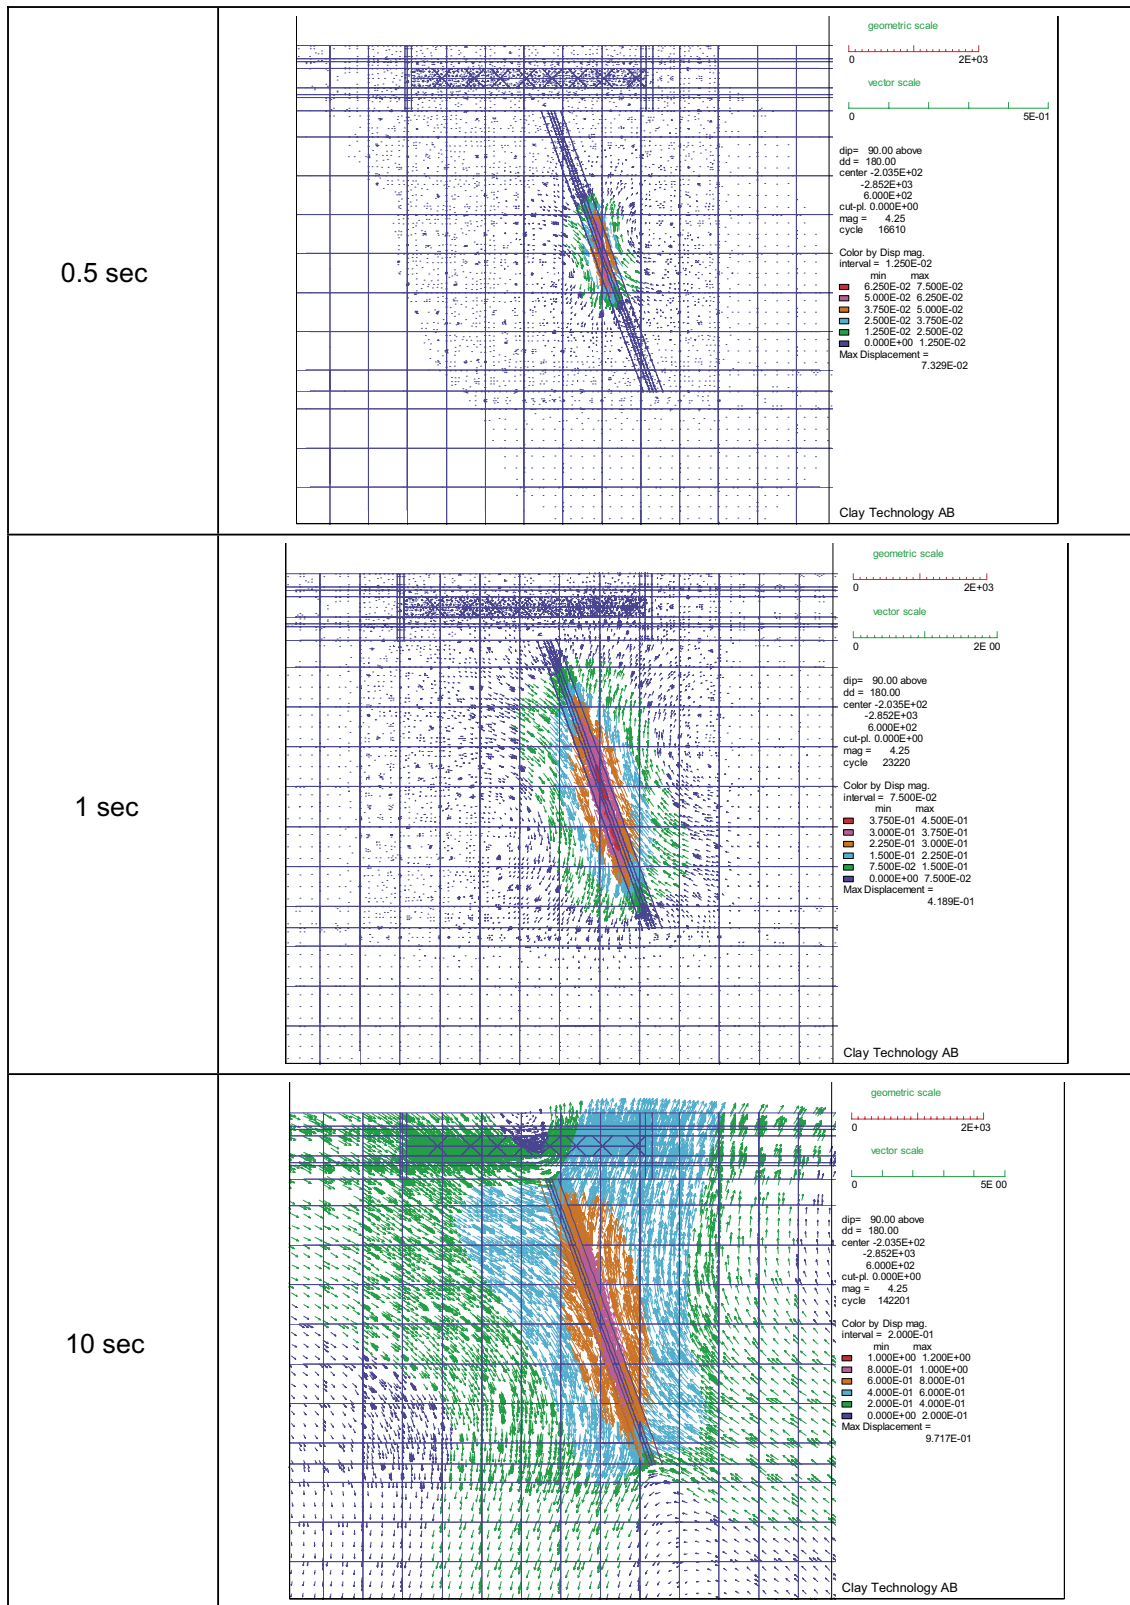 0.5 sec
geometric scale
0 2E+03
vector scale
0 5E-01
dip= 90.00 above
dd = 180.00
center -2.035E+02
-2.852E+03
6.000E+02
cut-pl. 0.000E+00
mag = 4.25
cycle 16610
Color by Disp mag.
interval = 1.250E-02
min max
6.250E-02 7.500E-02
5.000E-02 6.250E-02
3.750E-02 5.000E-02
2.500E-02 3.750E-02
1.250E-02 2.500E-02
0.000E+00 1.250E-02
Max Displacement =
7.329E-02
Clay Technology AB
1 sec
geometric scale
0 2E+03
vector scale
0 2E 00
dip= 90.00 above
dd = 180.00
center -2.035E+02
-2.852E+03
6.000E+02
cut-pl. 0.000E+00
mag = 4.25
cycle 23220
Color by Disp mag.
interval = 7.500E-02
min max
3.750E-01 4.500E-01
3.000E-01 3.750E-01
2.250E-01 3.000E-01
1.500E-01 2.250E-01
7.500E-02 1.500E-01
0.000E+00 7.500E-02
Max Displacement =
4.189E-01
Clay Technology AB
10 sec
geometric scale
0 2E+03
vector scale
0 5E 00
dip= 90.00 above
dd = 180.00
center -2.035E+02
-2.852E+03
6.000E+02
cut-pl. 0.000E+00
mag = 4.25
cycle 142201
Color by Disp mag.
interval = 2.000E-01
min max
1.000E+00 1.200E+00
8.000E-01 1.000E+00
6.000E-01 8.000E-01
4.000E-01 6.000E-01
2.000E-01 4.000E-01
0.000E+00 2.000E-01
Max Displacement =
9.717E-01
Clay Technology AB